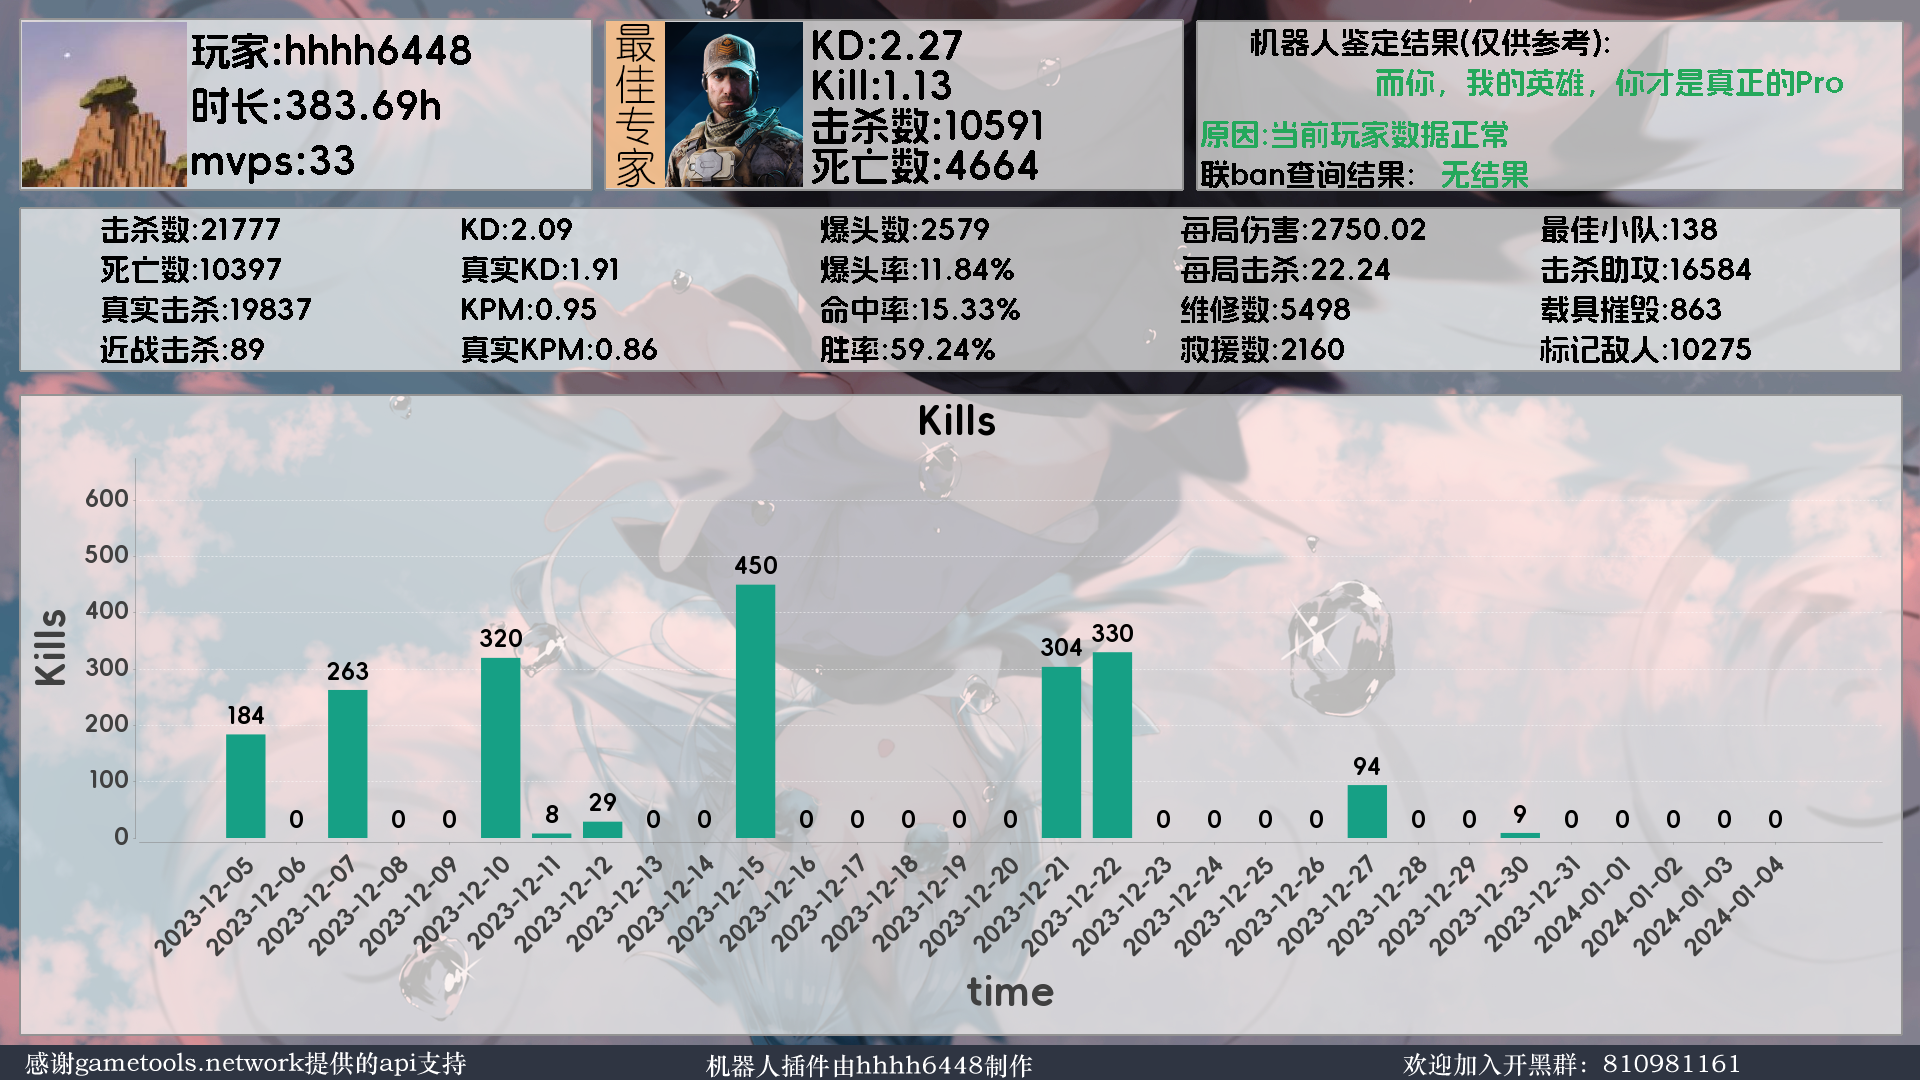 玩家:hhhh6448
时长:383.69h
mvps:33
最佳专家
KD:2.27
Kill:1.13
击杀数:10591
死亡数:4664
机器人鉴定结果(仅供参考):
而你，我的英雄，你才是真正的Pro
原因:当前玩家数据正常
联ban查询结果: 无结果
击杀数:21777 KD:2.09 爆头数:2579 每局伤害:2750.02 最佳小队:138
死亡数:10397 真实KD:1.91 爆头率:11.84% 每局击杀:22.24 击杀助攻:16584
真实击杀:19837 KPM:0.95 命中率:15.33% 维修数:5498 载具摧毁:863
近战击杀:89 真实KPM:0.86 胜率:59.24% 救援数:2160 标记敌人:10275
Kills
Kills
600
500
400
300
200
100
0
184 0 263 0 0 320 8 29 0 0 450 0 0 0 0 0 304 330 0 0 0 0 94 0 0 9 0 0 0 0 0
2023-12-05 2023-12-06 2023-12-07 2023-12-08 2023-12-09 2023-12-10 2023-12-11 2023-12-12 2023-12-13 2023-12-14 2023-12-15 2023-12-16 2023-12-17 2023-12-18 2023-12-19 2023-12-20 2023-12-21 2023-12-22 2023-12-23 2023-12-24 2023-12-25 2023-12-26 2023-12-27 2023-12-28 2023-12-29 2023-12-30 2023-12-31 2024-01-01 2024-01-02 2024-01-03 2024-01-04
time
感谢gametools.network提供的api支持
机器人插件由hhhh6448制作
欢迎加入开黑群：810981161